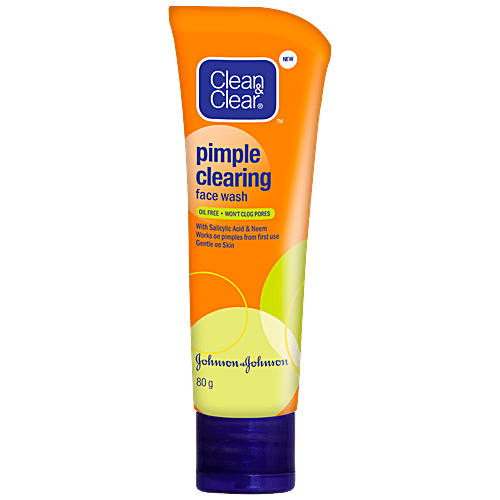 NEW
Clean &
Clear®
™
pimple
clearing
face wash
OIL FREE • WON'T CLOG PORES
With Salicylic Acid & Neem
Works on pimples from first use
Gentle on Skin
Johnson & Johnson
80 g